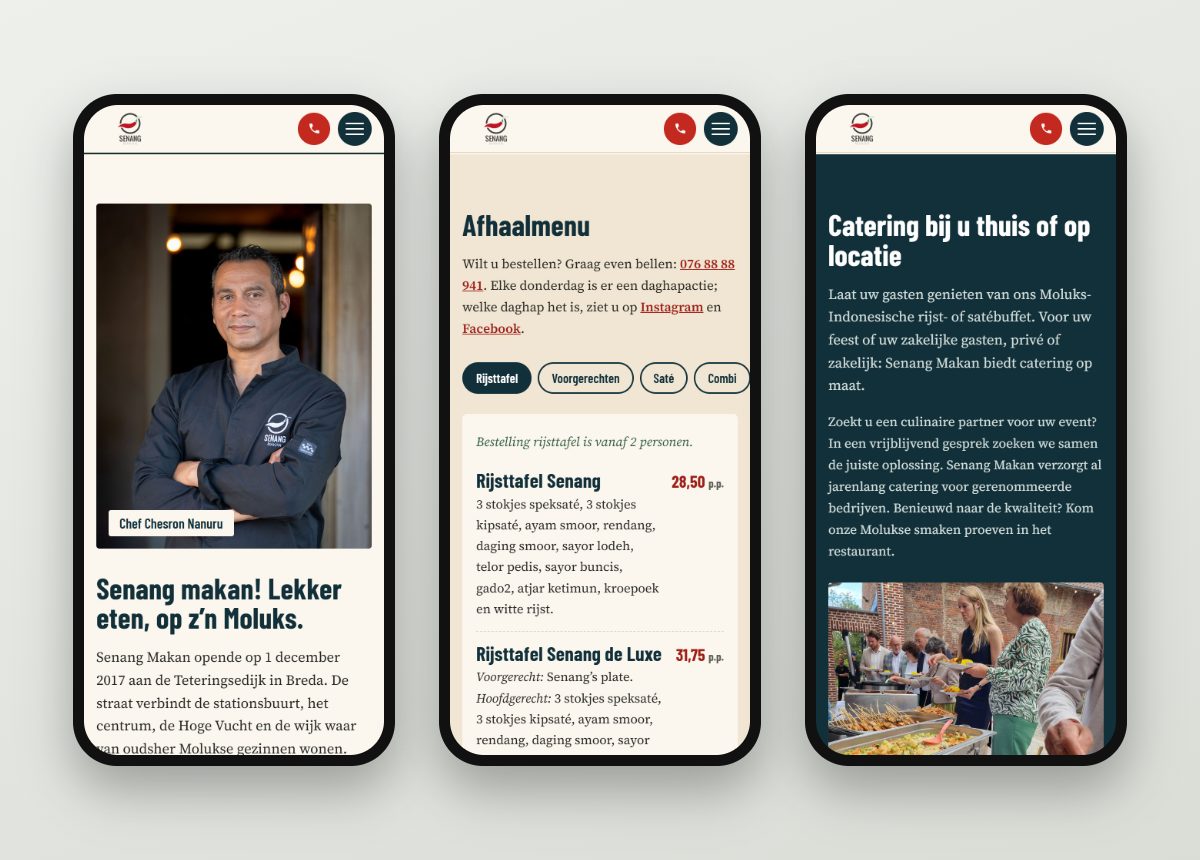 SENANG
SENANG
Chef Chesron Nanuru
Senang makan! Lekker
eten, op z’n Moluks.
Senang Makan opende op 1 december
2017 aan de Teteringsedijk in Breda. De
straat verbindt de stationsbuurt, het
centrum, de Hoge Vucht en de wijk waar
van oudsher Molukse gezinnen wonen.
SENANG
Afhaalmenu
Wilt u bestellen? Graag even bellen: 076 88 88
941. Elke donderdag is er een daghapactie;
welke daghap het is, ziet u op Instagram en
Facebook.
Rijsttafel Voorgerechten Saté Combi
Bestelling rijsttafel is vanaf 2 personen.
Rijsttafel Senang 28,50 p.p.
3 stokjes speksaté, 3 stokjes
kipsaté, ayam smoor, rendang,
daging smoor, sayor lodeh,
telor pedis, sayor buncis,
gado2, atjar ketimun, kroepoek
en witte rijst.
Rijsttafel Senang de Luxe 31,75 p.p.
Voorgerecht: Senang’s plate.
Hoofdgerecht: 3 stokjes speksaté,
3 stokjes kipsaté, ayam smoor,
rendang, daging smoor, sayor
SENANG
Catering bij u thuis of op
locatie
Laat uw gasten genieten van ons Moluks-
Indonesische rijst- of satébuffet. Voor uw
feest of uw zakelijke gasten, privé of
zakelijk: Senang Makan biedt catering op
maat.
Zoekt u een culinaire partner voor uw event?
In een vrijblijvend gesprek zoeken we samen
de juiste oplossing. Senang Makan verzorgt al
jarenlang catering voor gerenommeerde
bedrijven. Benieuwd naar de kwaliteit? Kom
onze Molukse smaken proeven in het
restaurant.